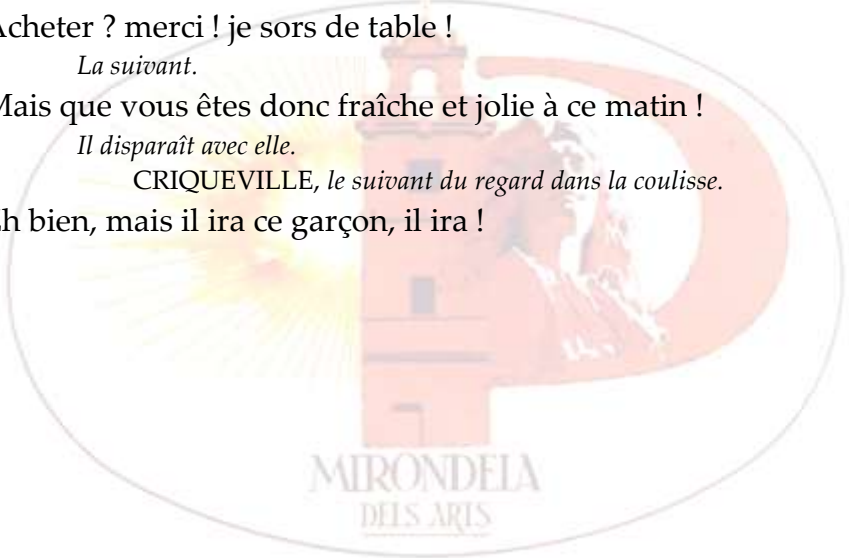 Acheter ? merci ! je sors de table !
La suivant.
Mais que vous êtes donc fraîche et jolie à ce matin !
Il disparaît avec elle.
CRIQUEVILLE, le suivant du regard dans la coulisse.
Eh bien, mais il ira ce garçon, il ira !
MIRONDELA
DELS ARTS